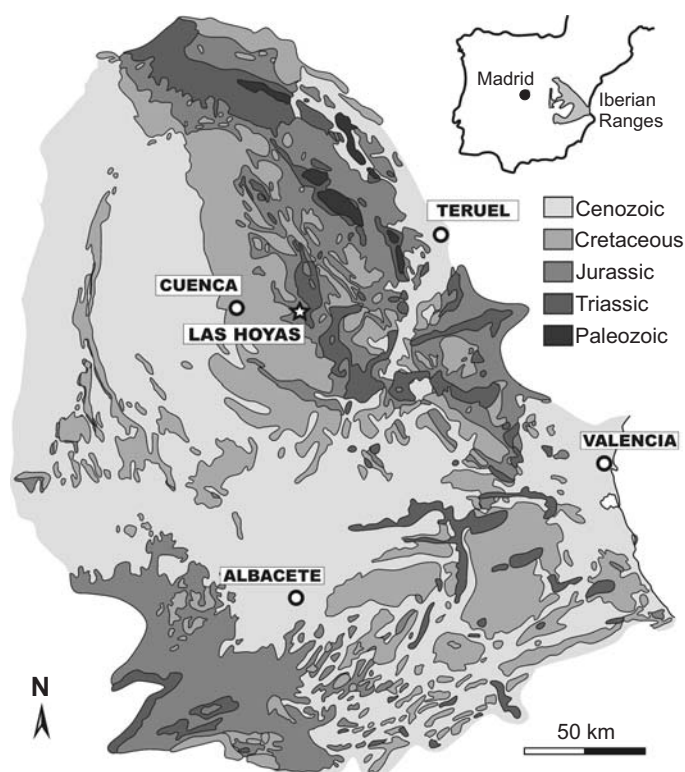 Madrid
Iberian
Ranges
Cenozoic
Cretaceous
Jurassic
Triassic
Paleozoic
TERUEL
CUENCA
LAS HOYAS
VALENCIA
ALBACETE
N
50 km